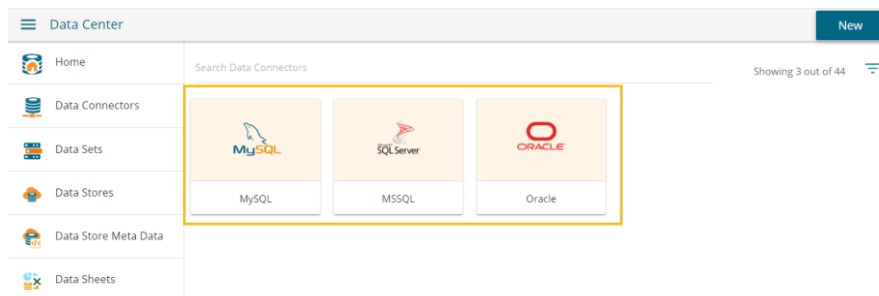 Data Center
New
Home
Search Data Connectors
Showing 3 out of 44
Data Connectors
Data Sets
Data Stores
Data Store Meta Data
Data Sheets
MySQL
SQL Server
ORACLE
MySQL
MSSQL
Oracle